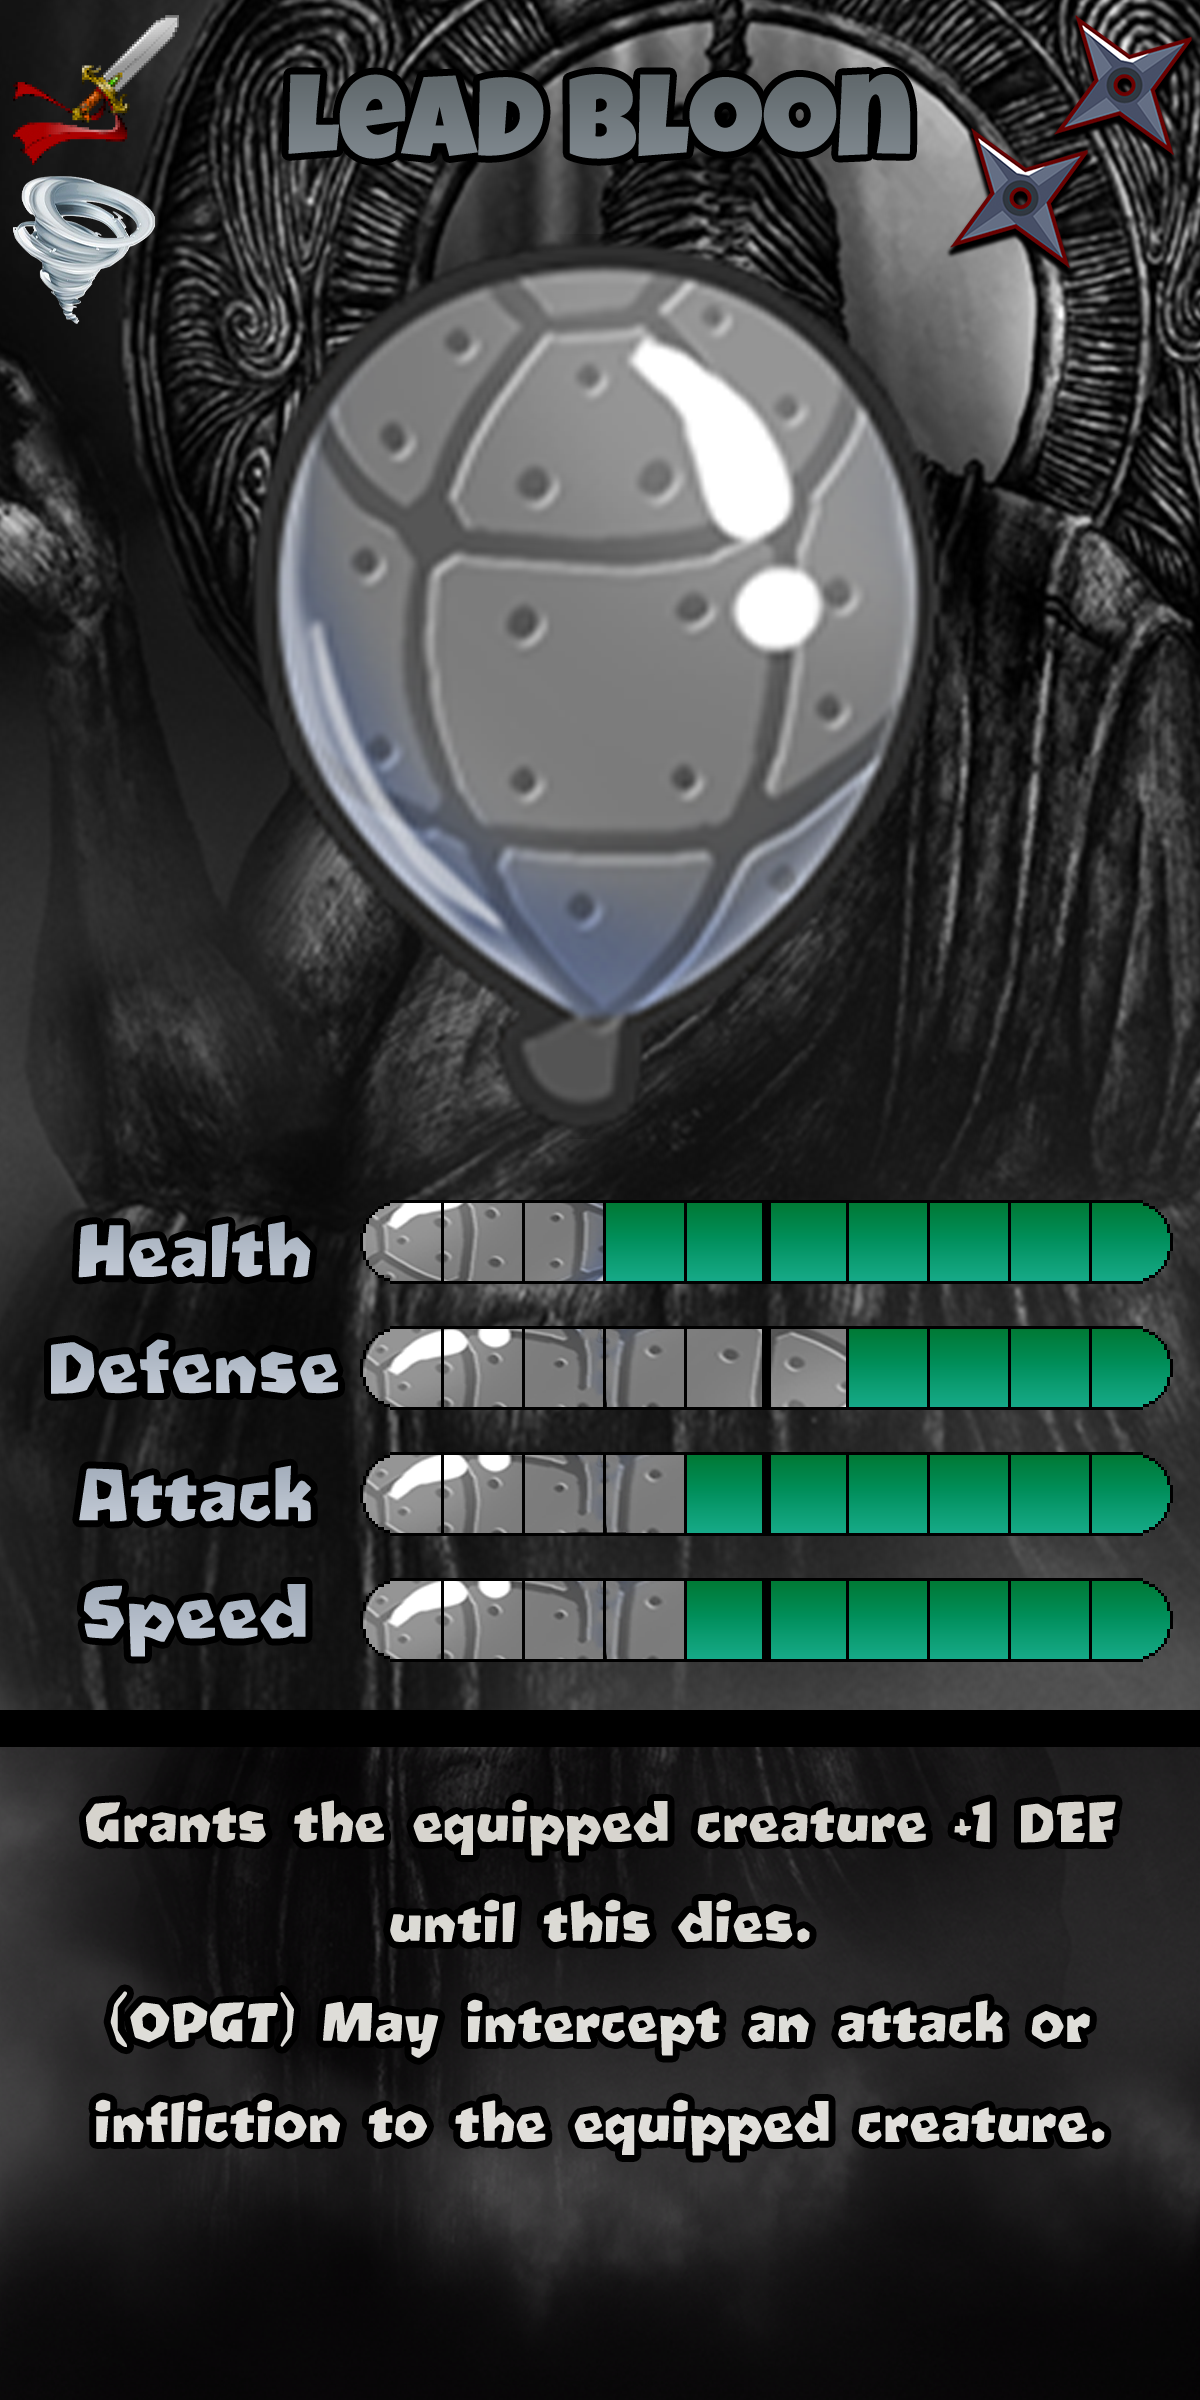 LEAD BLOON
Health
Defense
Attack
Speed
Grants the equipped creature +1 DEF
until this dies.
(OPGT) May intercept an attack or
infliction to the equipped creature.